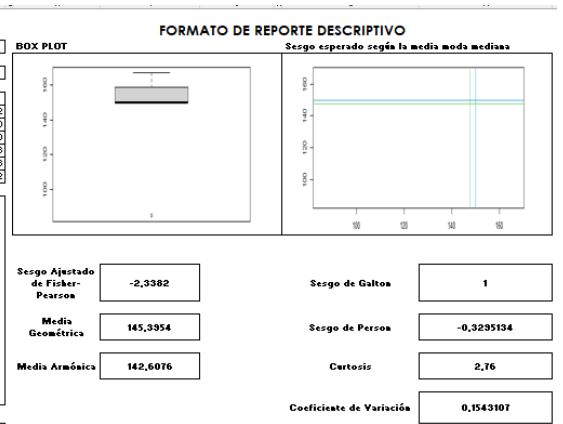 FORMATO DE REPORTE DESCRIPTIVO
BOX PLOT
Sesgo esperado según la media moda mediana
160
140
120
100
160
140
120
100
100
120
140
160
Sesgo Ajustado
de Fisher-
Pearson
-2,3382
Sesgo de Galton
1
Media
Geométrica
145,3954
Sesgo de Person
-0,3295134
Media Armónica
142,6076
Curtosis
2,76
Coeficiente de Variación
0,1543107